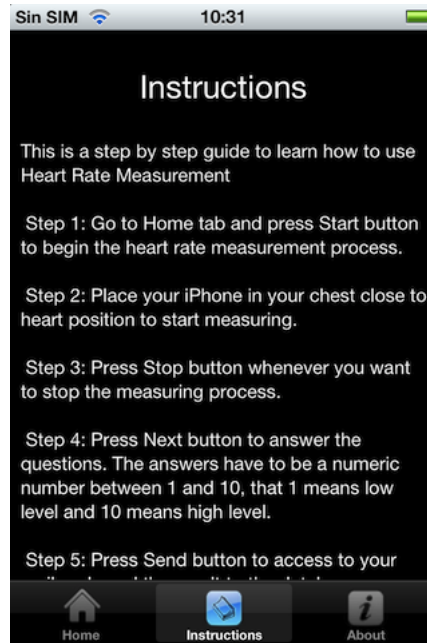 Sin SIM 10:31
Instructions
This is a step by step guide to learn how to use
Heart Rate Measurement
Step 1: Go to Home tab and press Start button
to begin the heart rate measurement process.
Step 2: Place your iPhone in your chest close to
heart position to start measuring.
Step 3: Press Stop button whenever you want
to stop the measuring process.
Step 4: Press Next button to answer the
questions. The answers have to be a numeric
number between 1 and 10, that 1 means low
level and 10 means high level.
Step 5: Press Send button to access to your
Home Instructions About